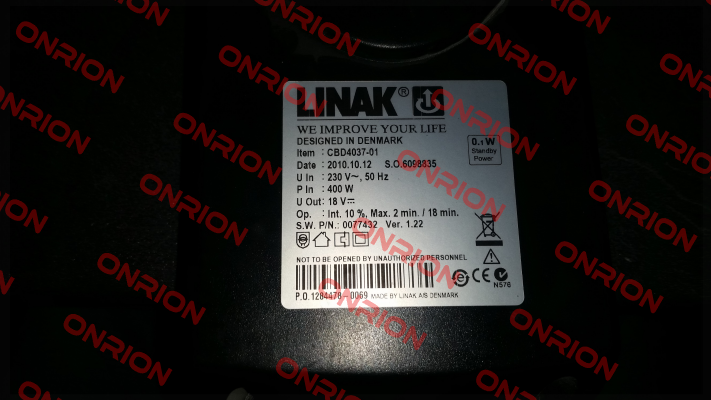 LINAK®
WE IMPROVE YOUR LIFE
DESIGNED IN DENMARK
Item : CBD4037-01
Date : 2010.10.12 S.O.6098835
U In : 230 V~, 50 Hz
P In : 400 W
U Out: 18 V⎓
Op. : Int. 10 %, Max. 2 min. / 18 min.
S.W. P/N.: 0077432 Ver. 1.22
0.1W
Standby
Power
NOT TO BE OPENED BY UNAUTHORIZED PERSONNEL
N576
P.O.1284478-0069 MADE BY LINAK A/S DENMARK
ONRION